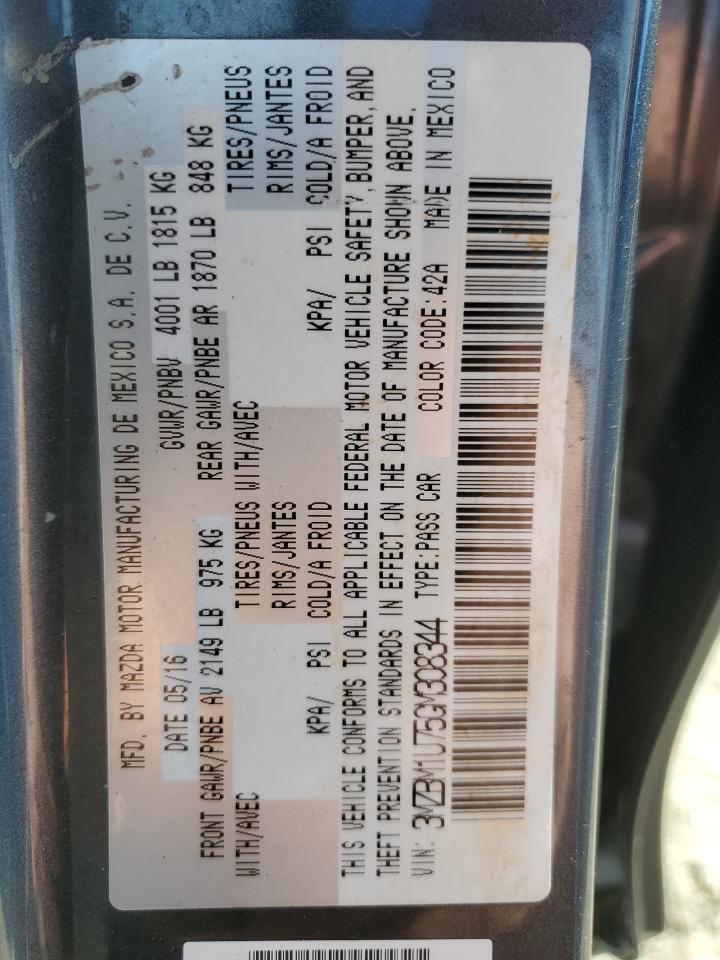 MFD. BY MAZDA MOTOR MANUFACTURING DE MEXICO S.A. DE C.V.
DATE 05/16 GVWR/PNBV 4001 LB 1815 KG
FRONT GAWR/PNBE AV 2149 LB 975 KG REAR GAWR/PNBE AR 1870 LB 848 KG
WITH/AVEC TIRES/PNEUS WITH/AVEC TIRES/PNEUS
RIMS/JANTES RIMS/JANTES
KPA/ PSI COLD/A FROID KPA/ PSI COLD/A FROID
THIS VEHICLE CONFORMS TO ALL APPLICABLE FEDERAL MOTOR VEHICLE SAFETY, BUMPER, AND
THEFT PREVENTION STANDARDS IN EFFECT ON THE DATE OF MANUFACTURE SHOWN ABOVE.
VIN: 3MZBM1U75GM308344 TYPE:PASS CAR COLOR CODE:42A MADE IN MEXICO